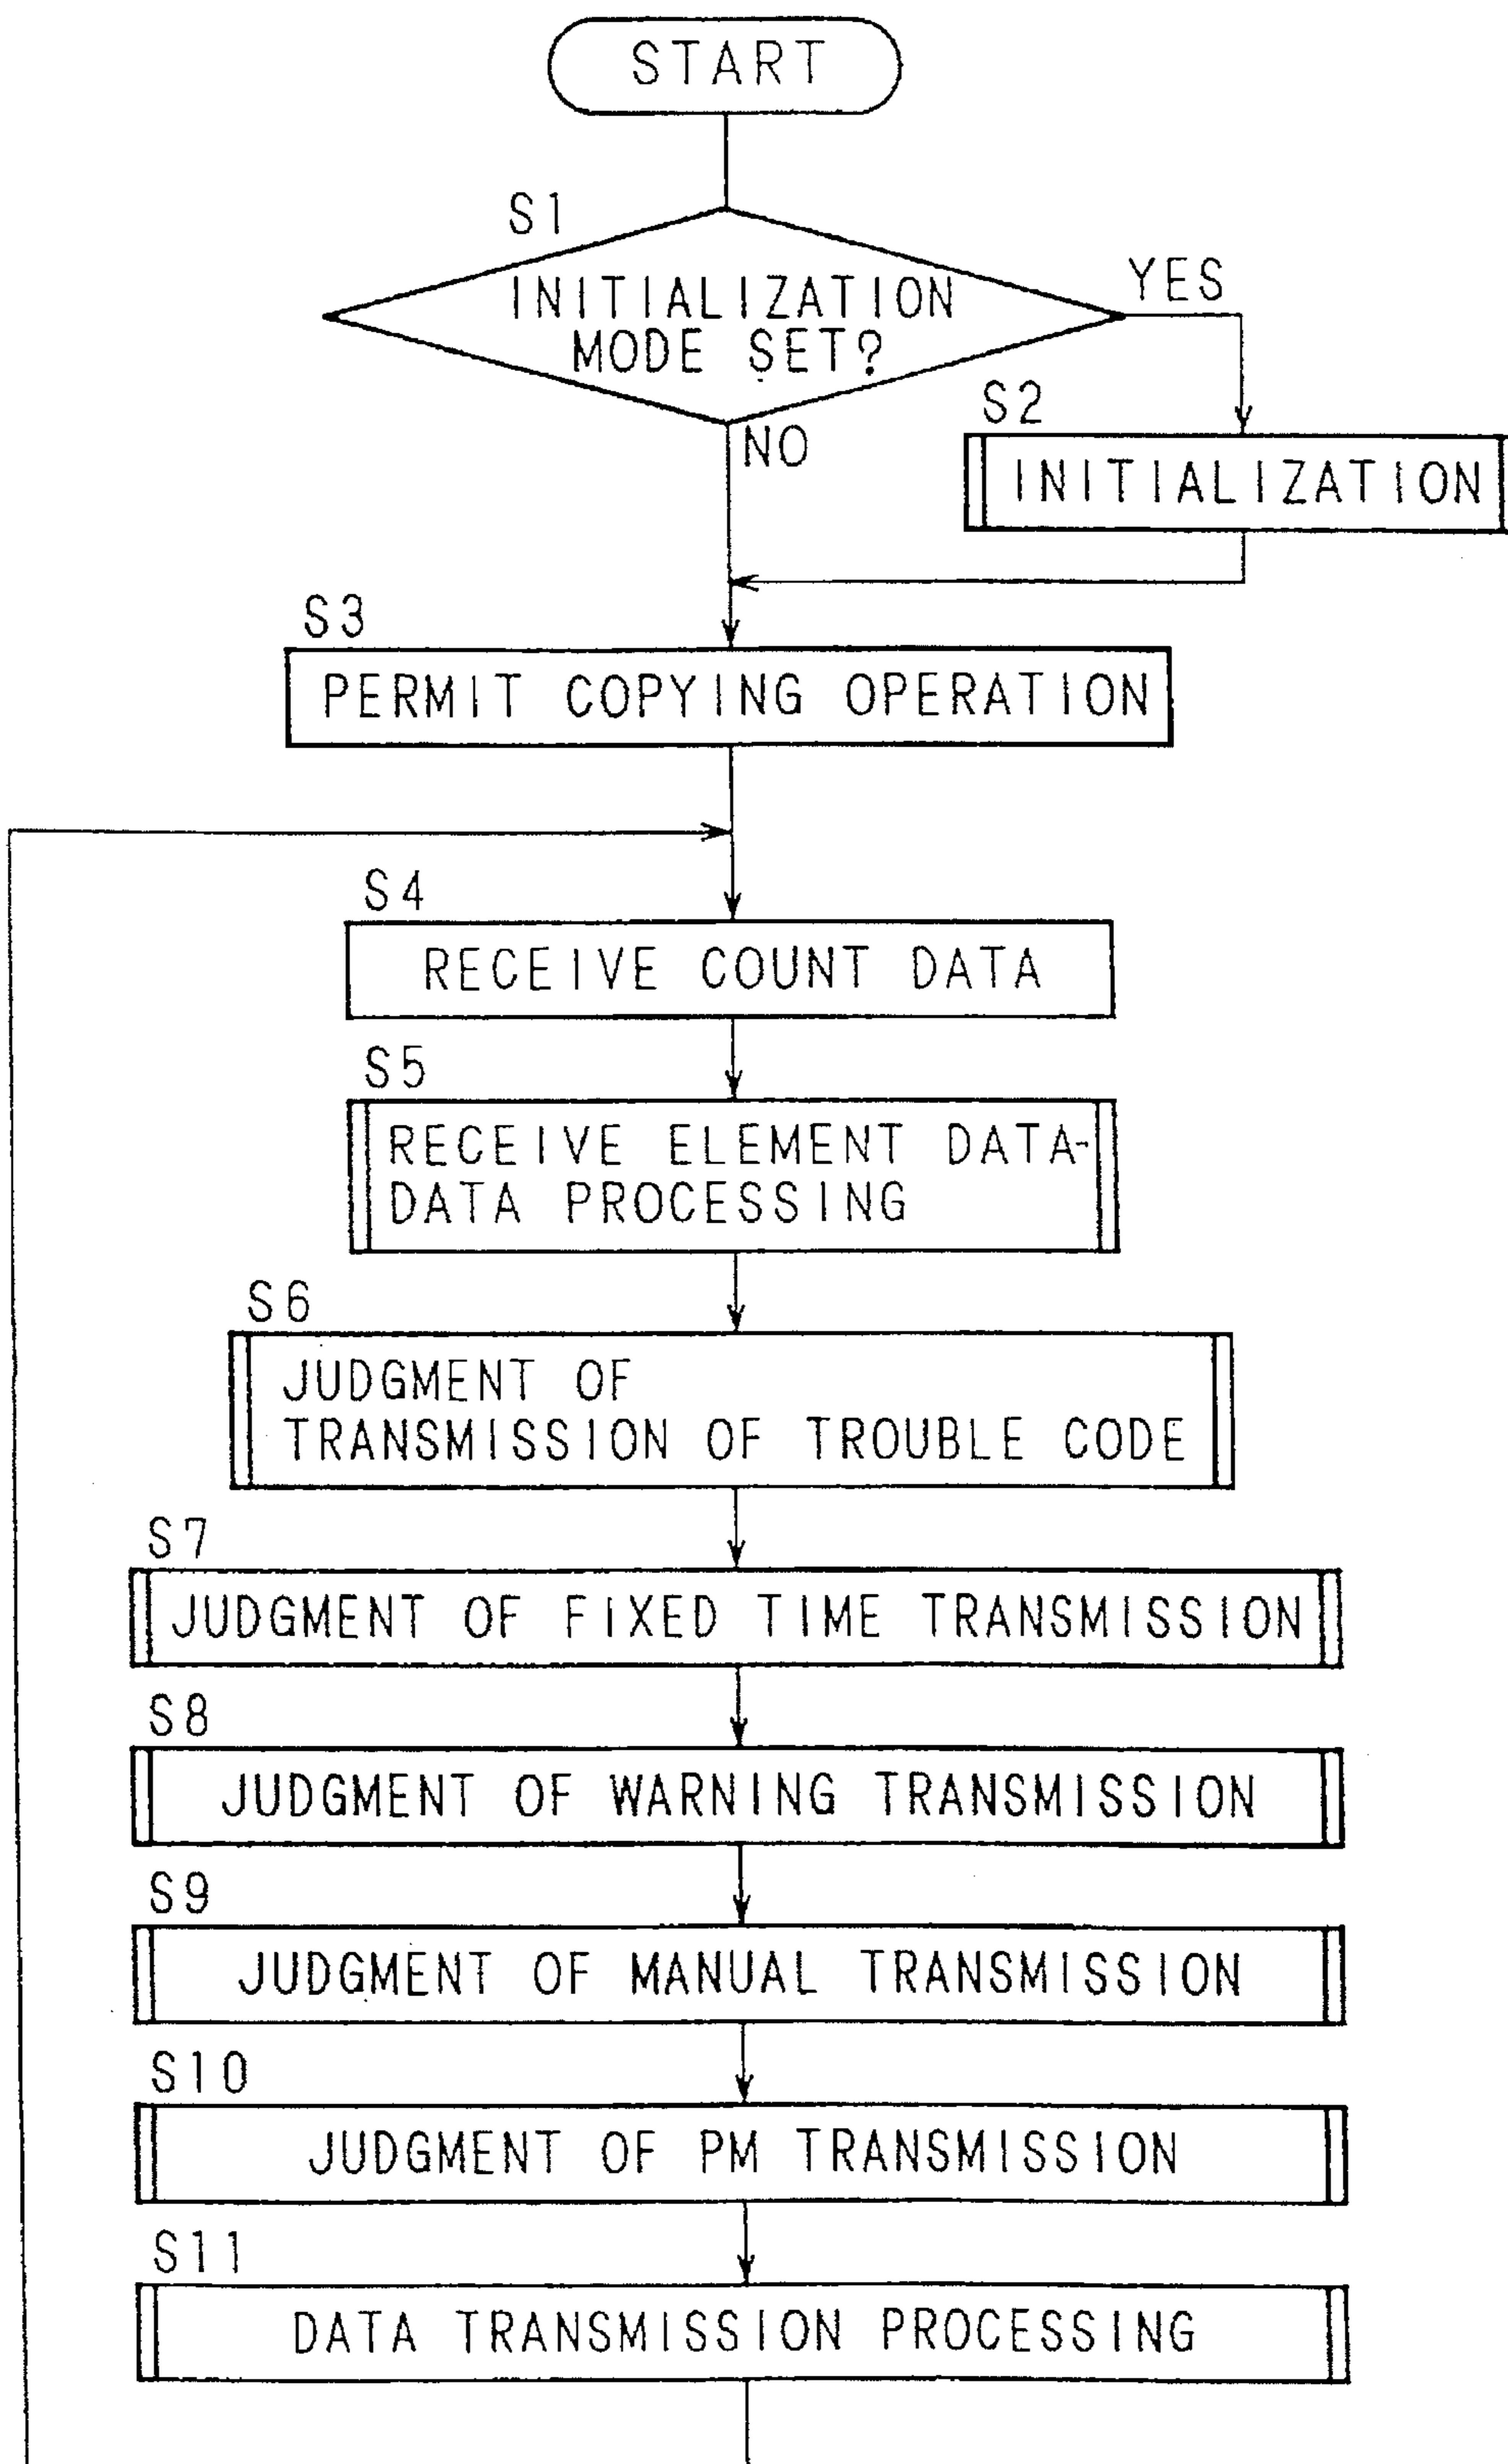 START
S1
INITIALIZATION
MODE SET?
YES
NO
S2
INITIALIZATION
S3
PERMIT COPYING OPERATION
S4
RECEIVE COUNT DATA
S5
RECEIVE ELEMENT DATA-
DATA PROCESSING
S6
JUDGMENT OF
TRANSMISSION OF TROUBLE CODE
S7
JUDGMENT OF FIXED TIME TRANSMISSION
S8
JUDGMENT OF WARNING TRANSMISSION
S9
JUDGMENT OF MANUAL TRANSMISSION
S10
JUDGMENT OF PM TRANSMISSION
S11
DATA TRANSMISSION PROCESSING